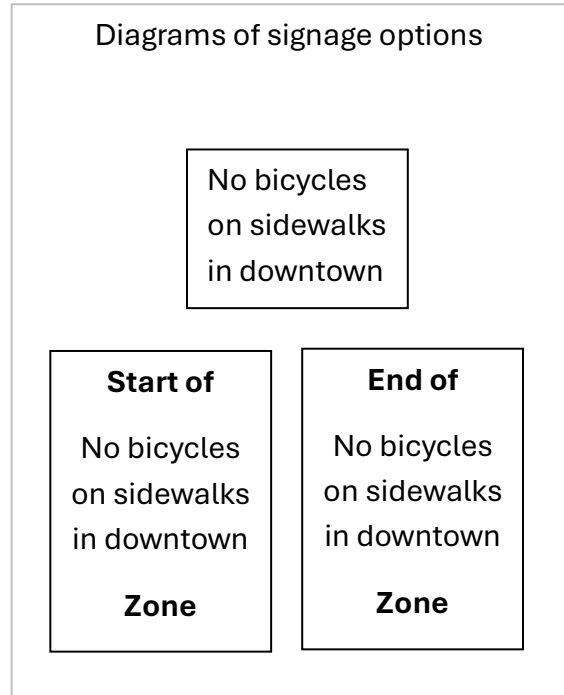 Diagrams of signage options
No bicycles
on sidewalks
in downtown
Start of
No bicycles
on sidewalks
in downtown
Zone
End of
No bicycles
on sidewalks
in downtown
Zone